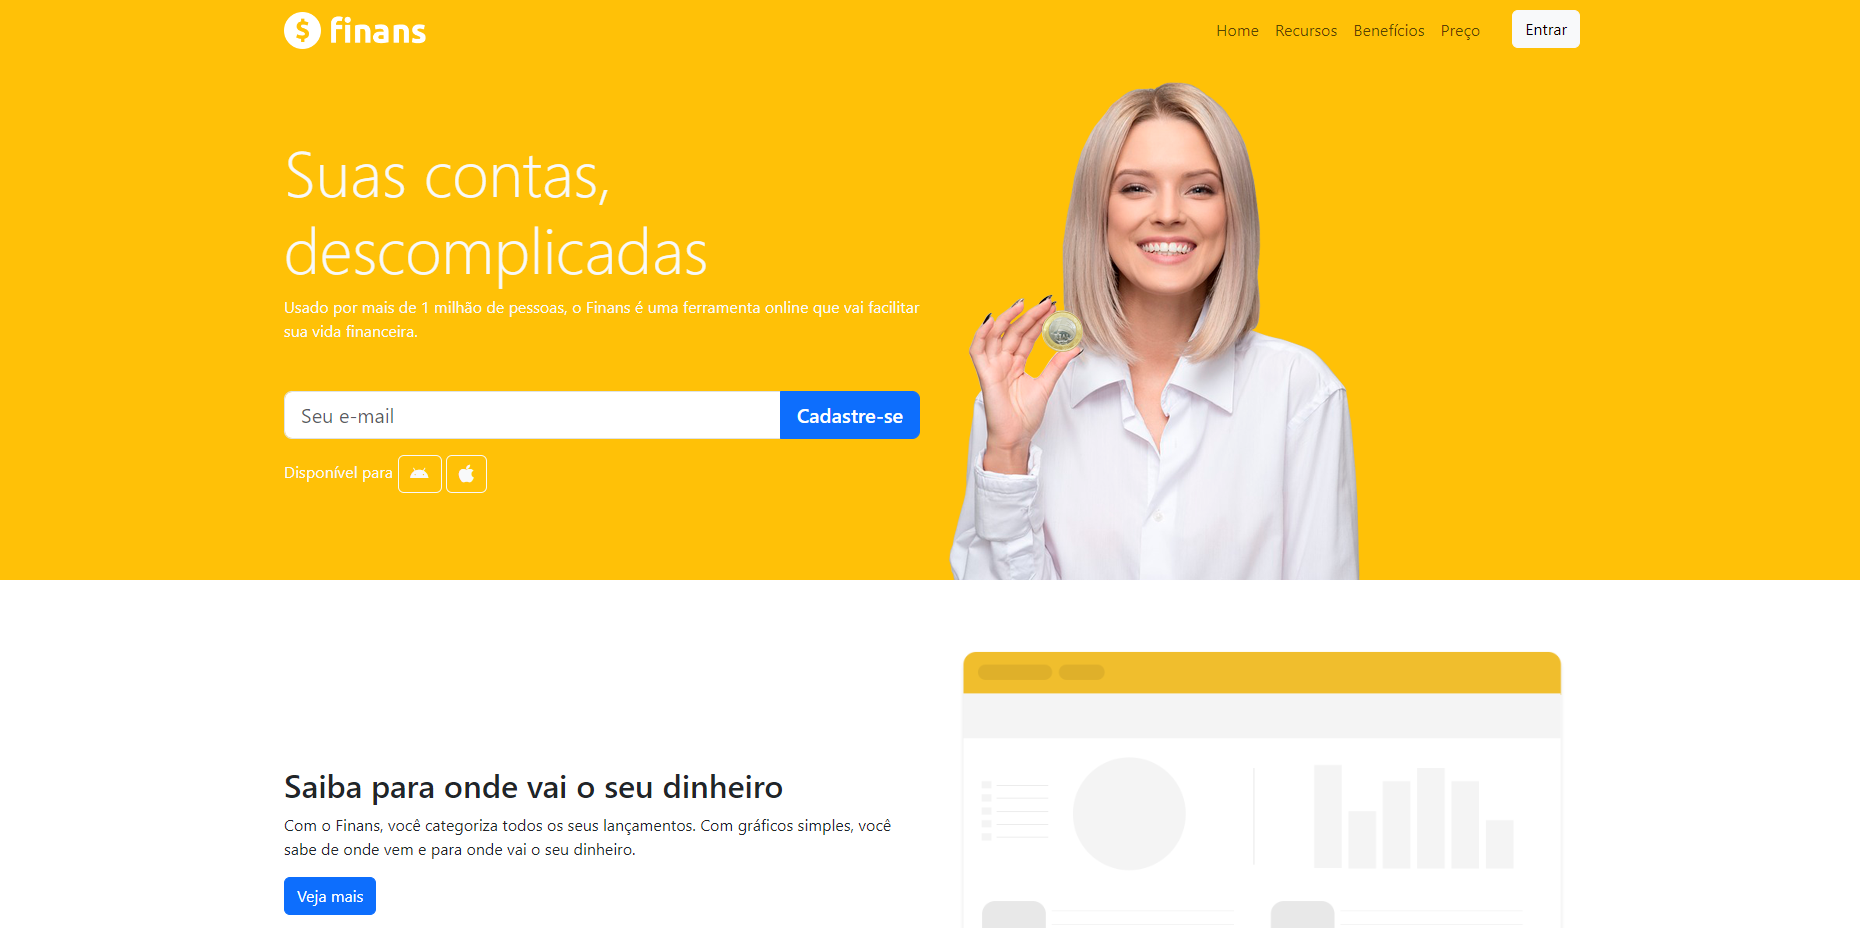 finans
Home Recursos Benefícios Preço Entrar
Suas contas,
descomplicadas
Usado por mais de 1 milhão de pessoas, o Finans é uma ferramenta online que vai facilitar
sua vida financeira.
Seu e-mail Cadastre-se
Disponível para
Saiba para onde vai o seu dinheiro
Com o Finans, você categoriza todos os seus lançamentos. Com gráficos simples, você
sabe de onde vem e para onde vai o seu dinheiro.
Veja mais